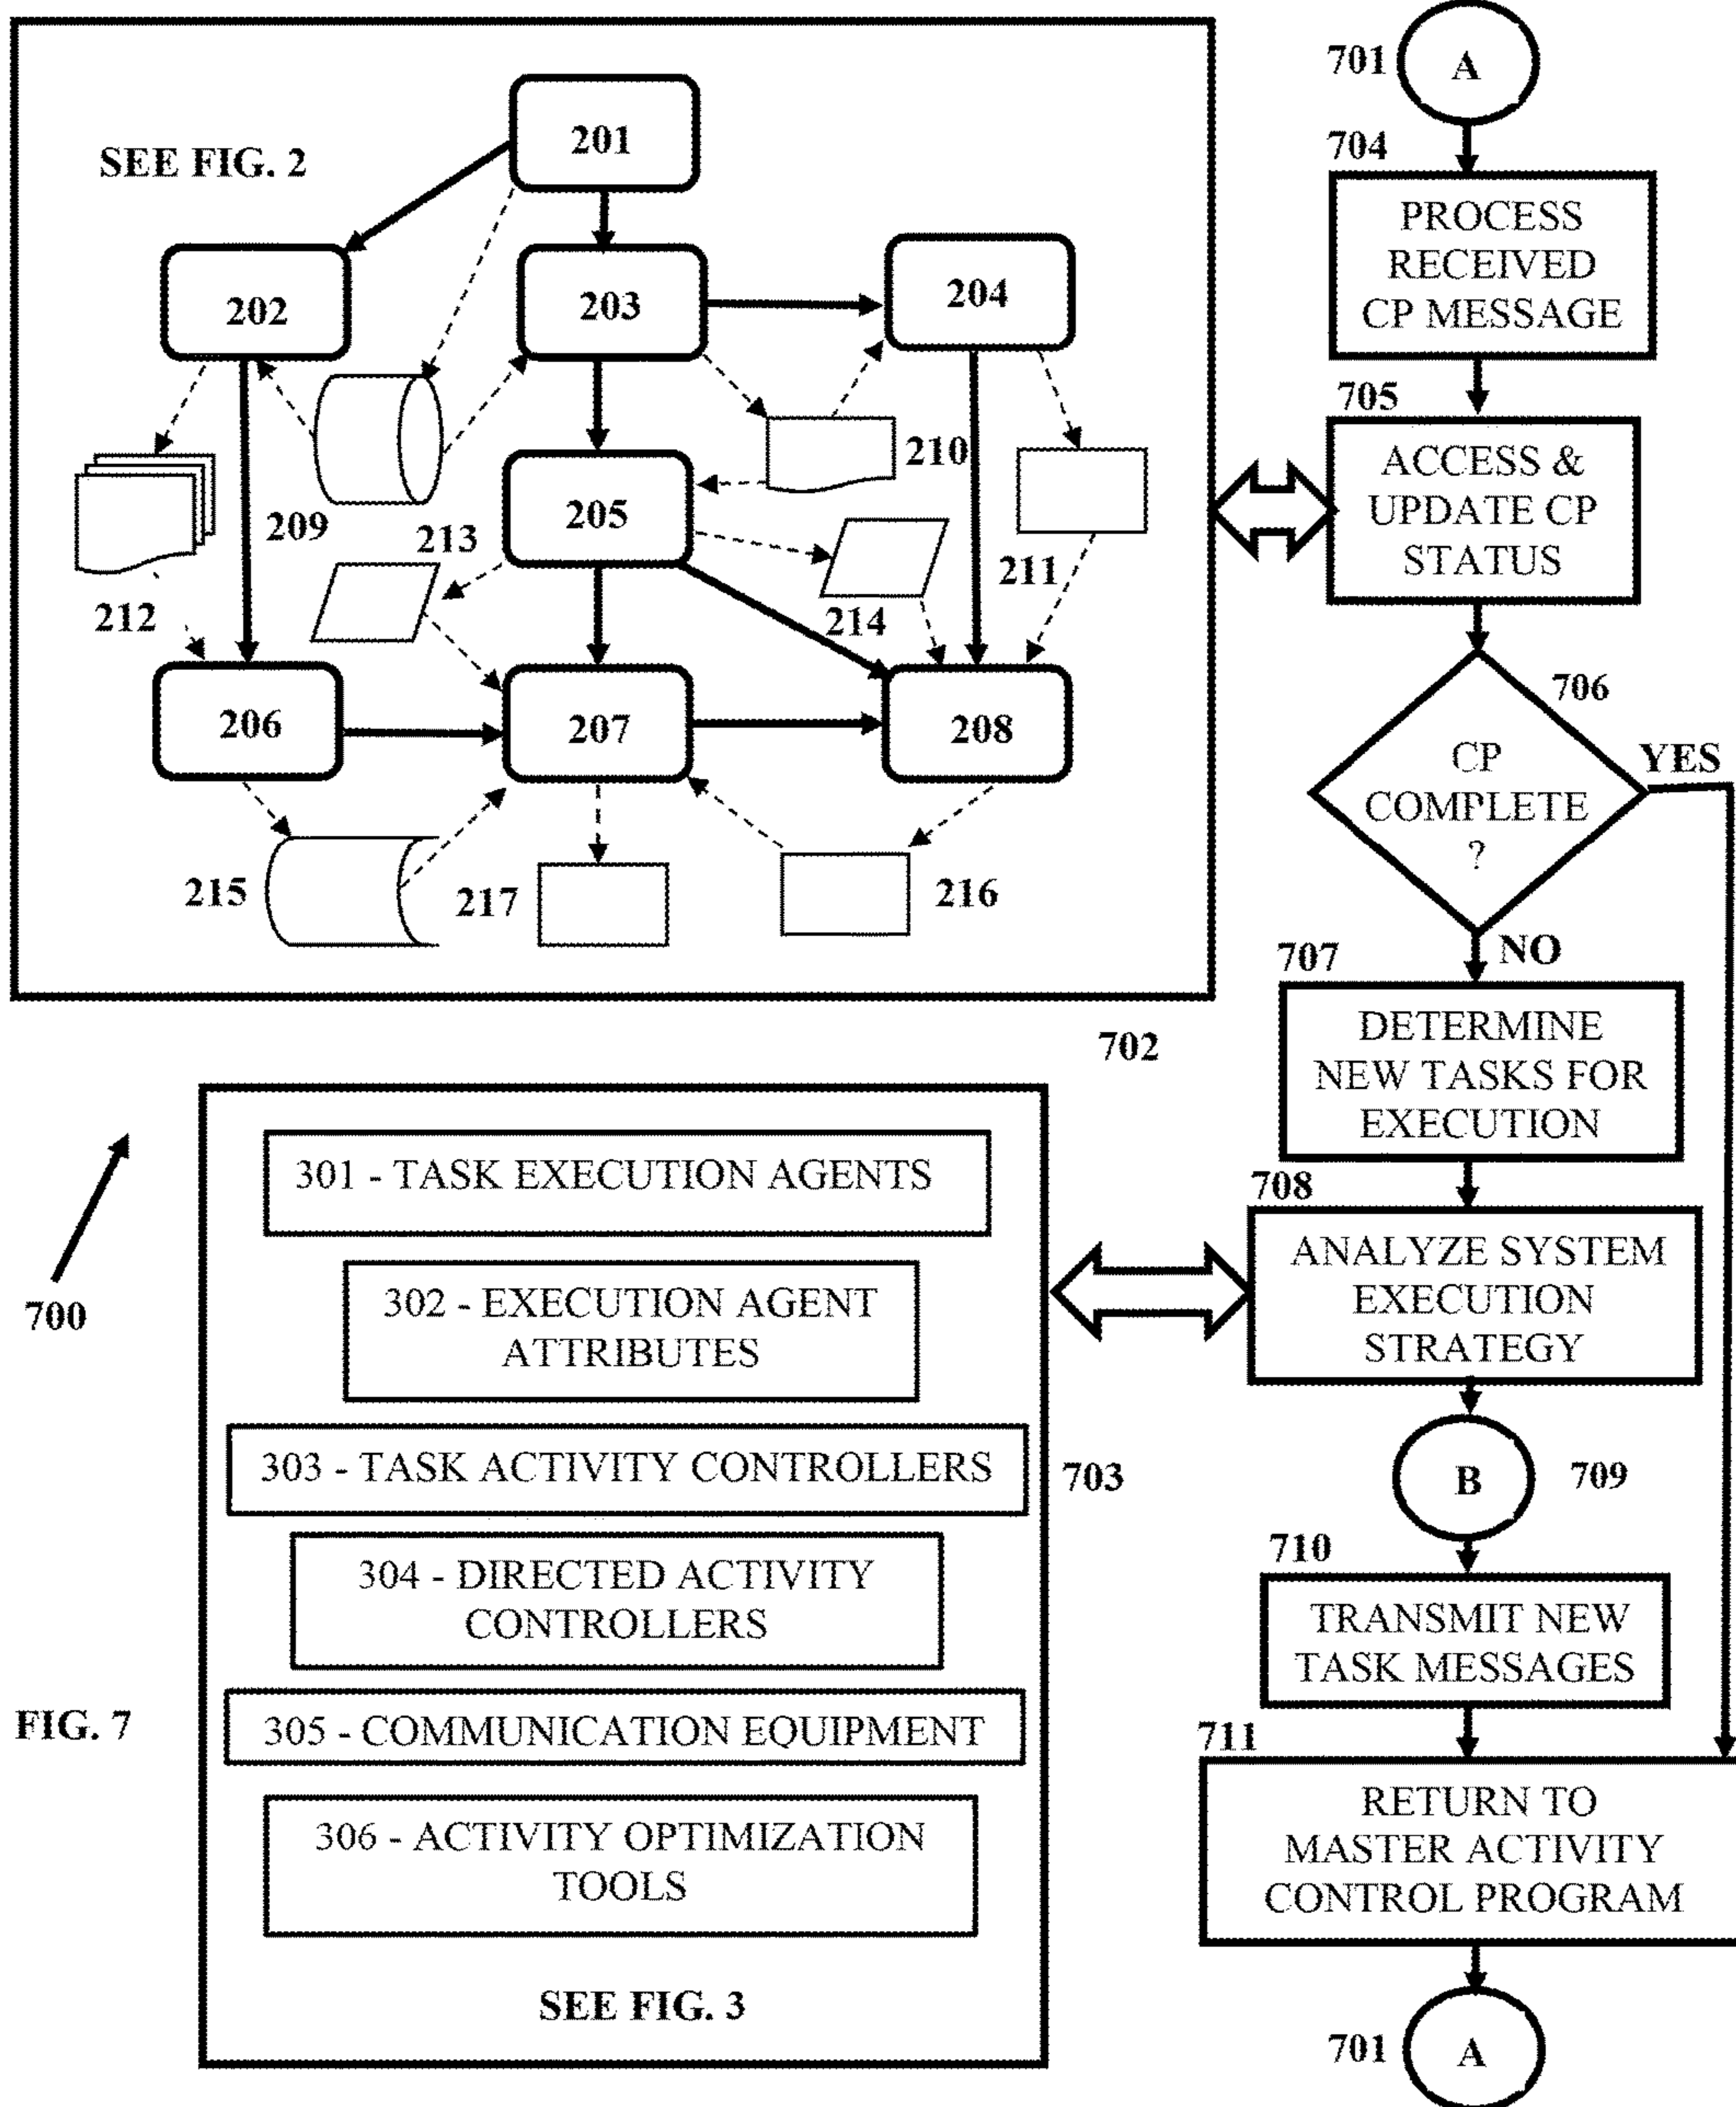 SEE FIG. 2
201
202
203
204
209
210
205
213
211
212
214
206
207
208
215
217
216
702
301 - TASK EXECUTION AGENTS
302 - EXECUTION AGENT
ATTRIBUTES
303 - TASK ACTIVITY CONTROLLERS
703
304 - DIRECTED ACTIVITY
CONTROLLERS
305 - COMMUNICATION EQUIPMENT
306 - ACTIVITY OPTIMIZATION
TOOLS
SEE FIG. 3
700
FIG. 7
701
A
704
PROCESS
RECEIVED
CP MESSAGE
705
ACCESS &
UPDATE CP
STATUS
706
CP
COMPLETE
?
YES
NO
707
DETERMINE
NEW TASKS FOR
EXECUTION
708
ANALYZE SYSTEM
EXECUTION
STRATEGY
B
709
710
TRANSMIT NEW
TASK MESSAGES
711
RETURN TO
MASTER ACTIVITY
CONTROL PROGRAM
701
A